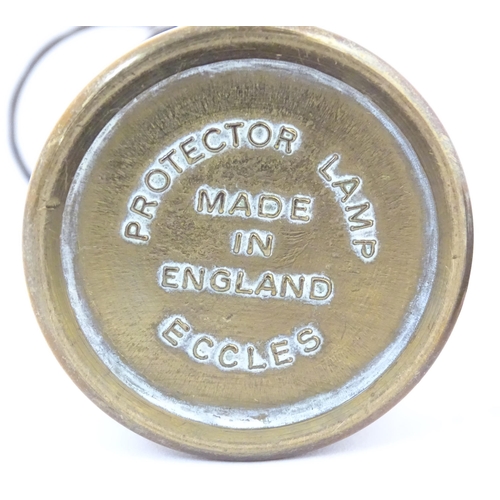 PROTECTOR LAMP
MADE
IN
ENGLAND
ECCLES